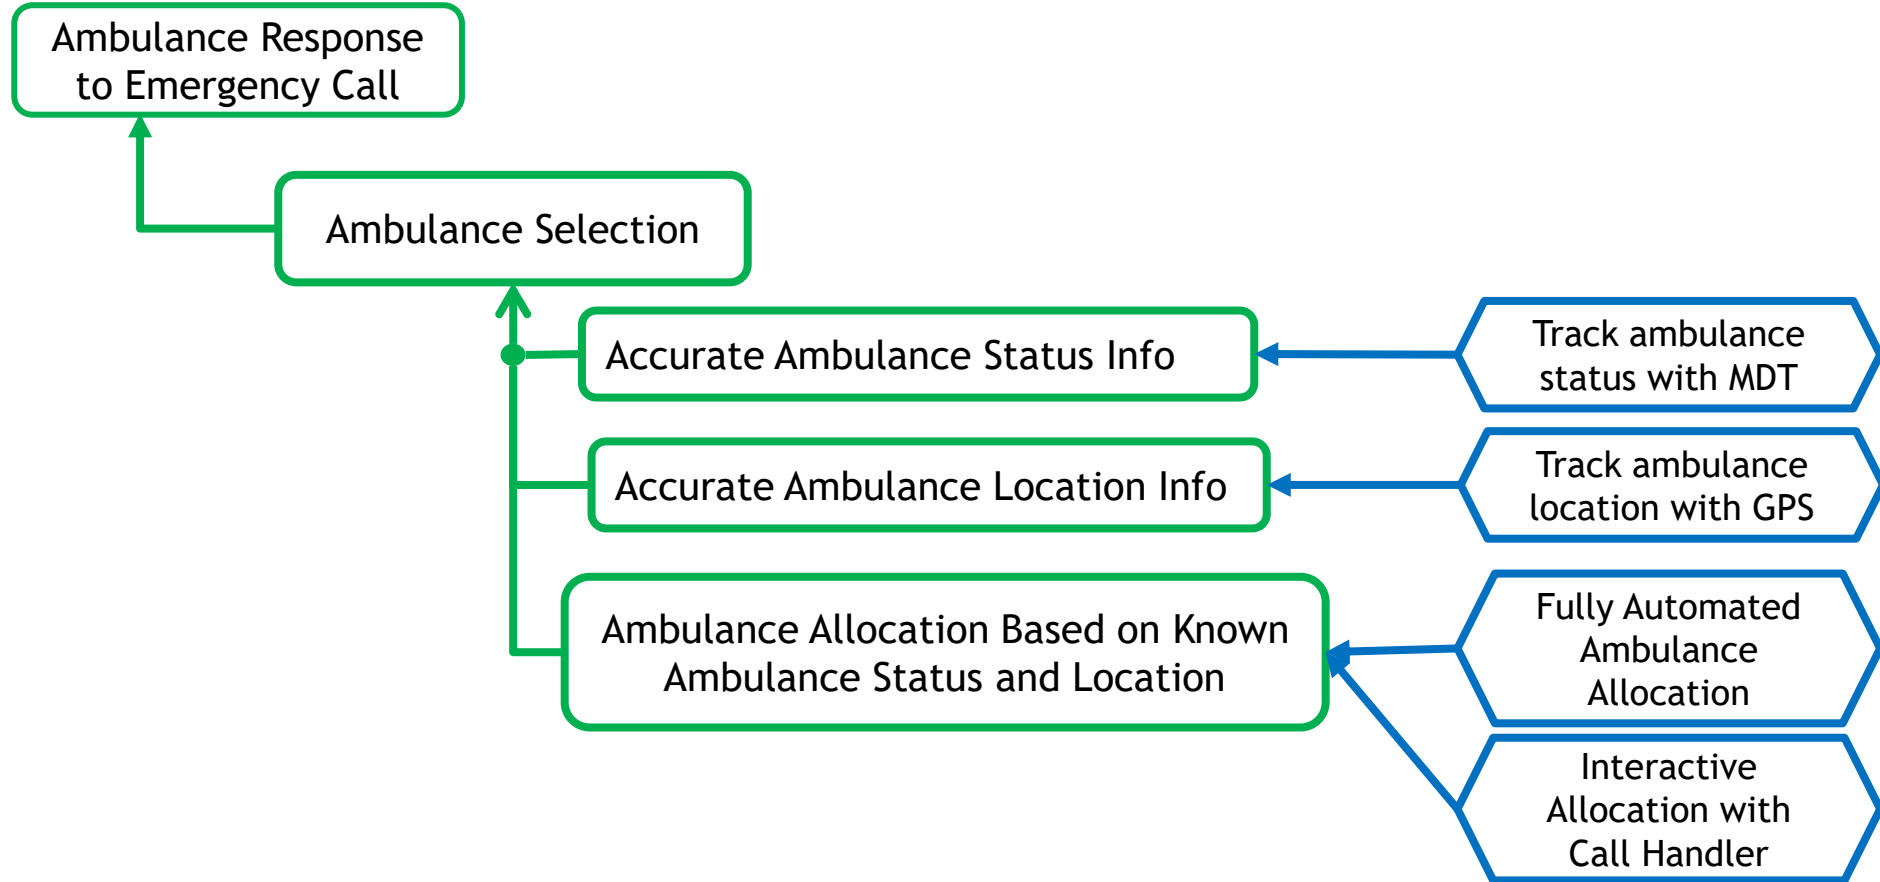 Ambulance Response
to Emergency Call
Ambulance Selection
Accurate Ambulance Status Info
Track ambulance
status with MDT
Accurate Ambulance Location Info
Track ambulance
location with GPS
Ambulance Allocation Based on Known
Ambulance Status and Location
Fully Automated
Ambulance
Allocation
Interactive
Allocation with
Call Handler